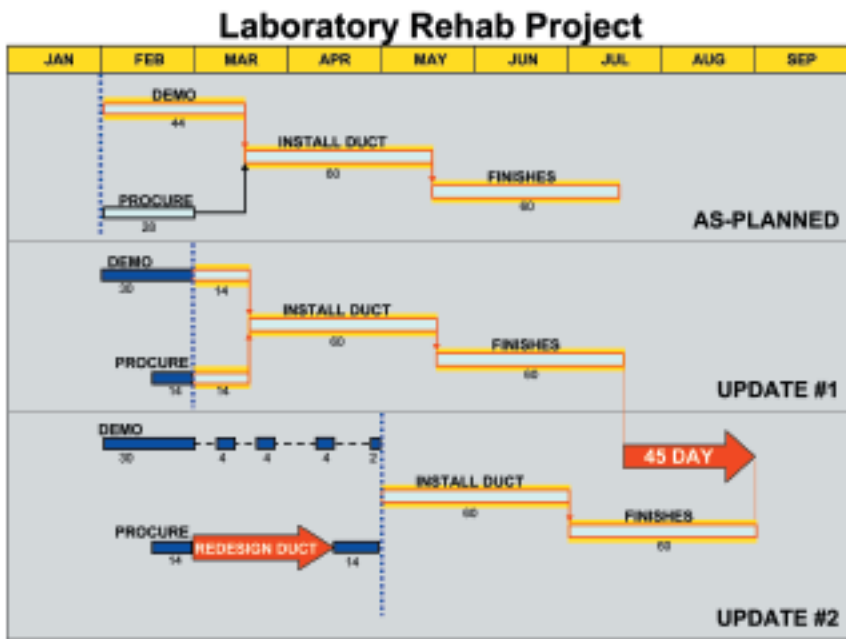 Laboratory Rehab Project
JAN FEB MAR APR MAY JUN JUL AUG SEP
DEMO
44
INSTALL DUCT
60
PROCURE
28
FINISHES
60
AS-PLANNED
DEMO
30 14
INSTALL DUCT
60
PROCURE
14 14
FINISHES
60
UPDATE #1
DEMO
30 4 4 4 2
45 DAY
INSTALL DUCT
60
PROCURE
14 REDESIGN DUCT 14
FINISHES
60
UPDATE #2